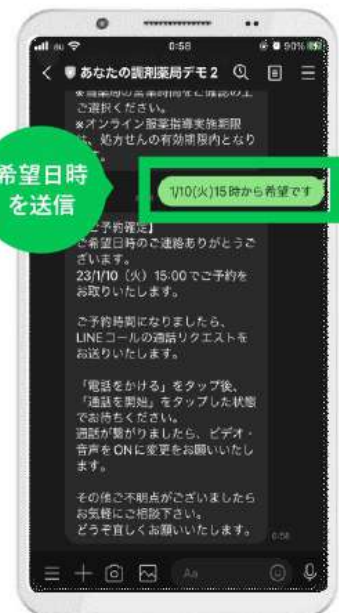 0:58
90%
あなたの調剤薬局デモ2
ご選択ください。
※オンライン服薬指導実施期限
は、処方せんの有効期限内となり
希望日時
を送信
1/10(火)15時から希望です
ご予約確定】
ご希望日時のご連絡ありがとうご
ざいます。
23/1/10（火）15:00でご予約を
お取りいたします。
ご予約時間になりましたら、
LINEコールの通話リクエストを
お送りいたします。
「電話をかける」をタップ後、
「通話を開始」をタップした状態
でお待ちください。
通話が繋がりましたら、ビデオ・
音声をONに変更をお願いいたし
ます。
その他ご不明点がございましたら
お気軽にご相談下さい。
どうぞ宜しくお願いいたします。
0:58
Aa